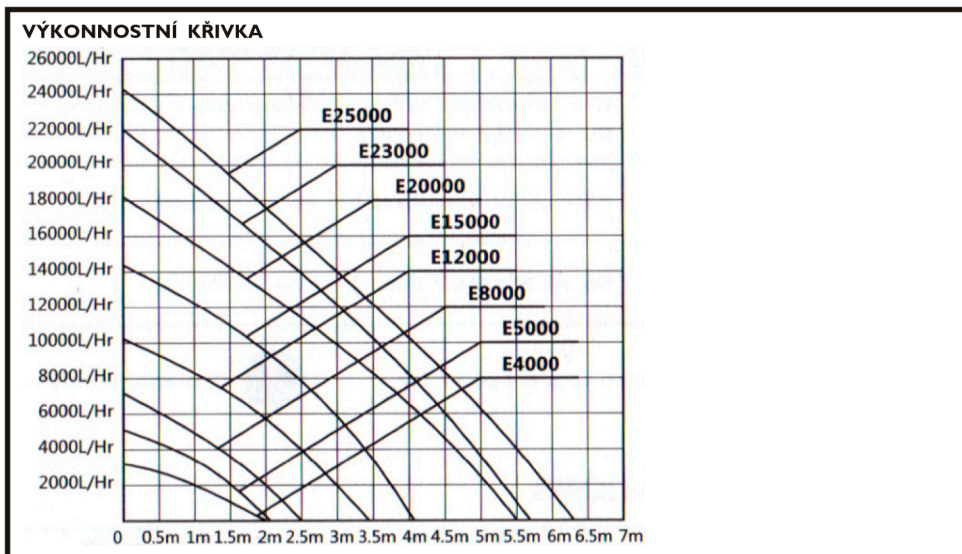 VÝKONNOSTNÍ KŘIVKA
26000L/Hr
24000L/Hr
22000L/Hr
20000L/Hr
18000L/Hr
16000L/Hr
14000L/Hr
12000L/Hr
10000L/Hr
8000L/Hr
6000L/Hr
4000L/Hr
2000L/Hr
E25000
E23000
E20000
E15000
E12000
E8000
E5000
E4000
0 0.5m 1m 1.5m 2m 2.5m 3m 3.5m 4m 4.5m 5m 5.5m 6m 6.5m 7m